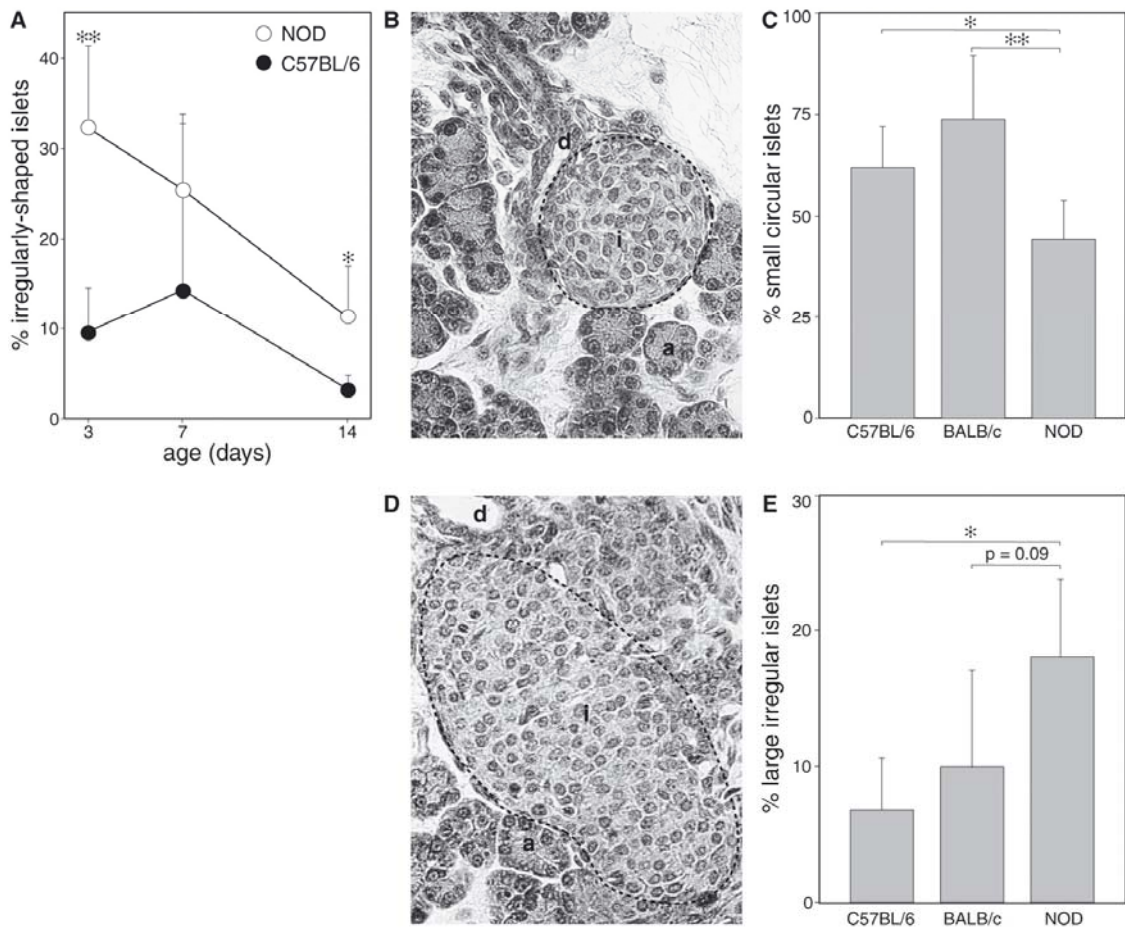 A
% irregularly-shaped islets
40
30
20
10
0
**
*
NOD
C57BL/6
3
7
14
age (days)
B
d
i
a
C
% small circular islets
100
75
50
25
0
*
**
C57BL/6
BALB/c
NOD
D
d
i
a
E
% large irregular islets
30
20
10
0
*
p = 0.09
C57BL/6
BALB/c
NOD